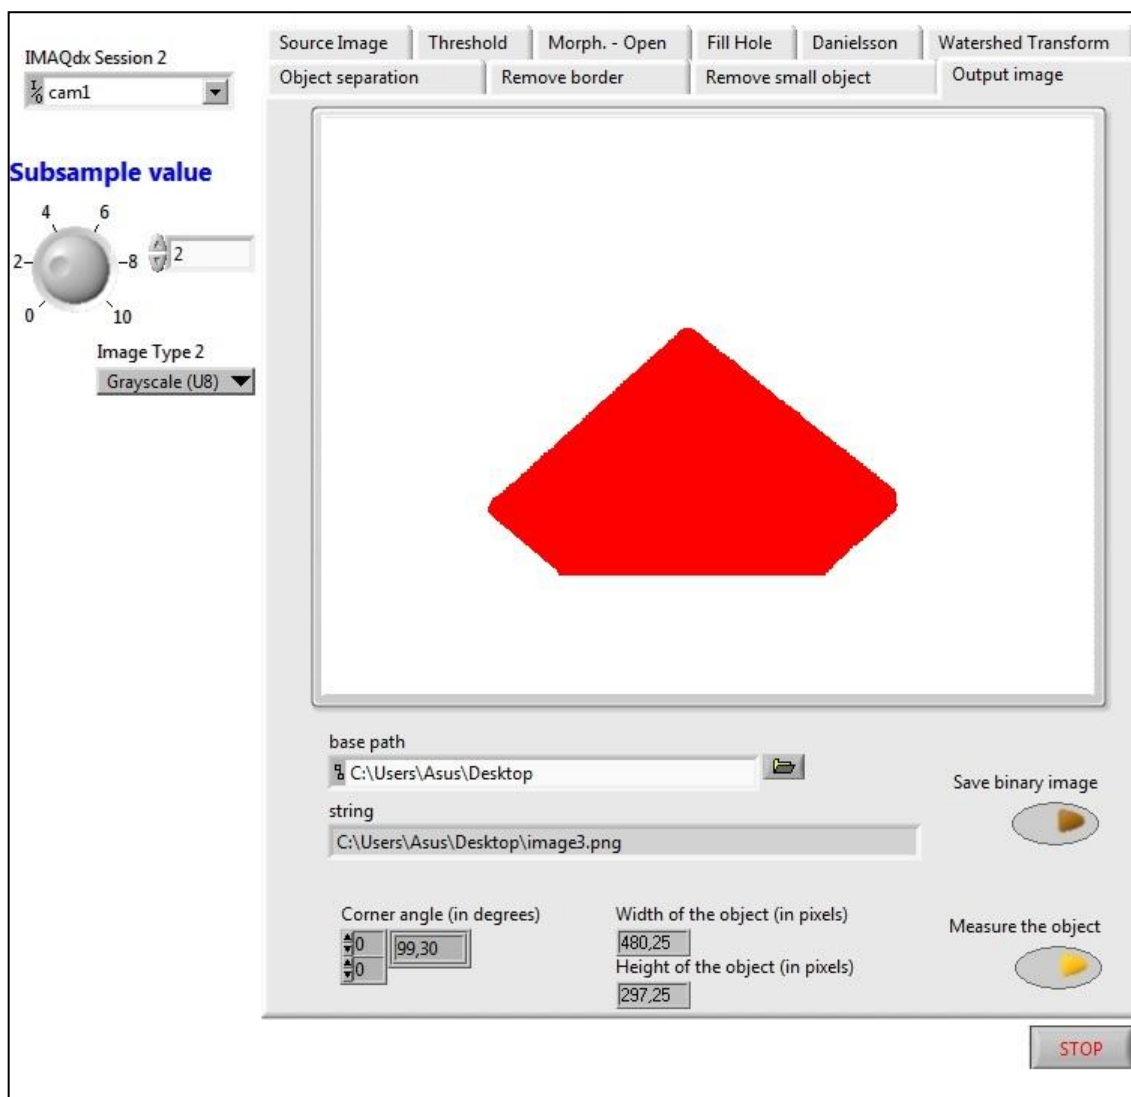 IMAQdx Session 2
I/O cam1
Subsample value
0 2 4 6 8 10
2
Image Type 2
Grayscale (U8)
Source Image Threshold Morph. - Open Fill Hole Danielsson Watershed Transform
Object separation Remove border Remove small object Output image
base path
C:\Users\Asus\Desktop
string
C:\Users\Asus\Desktop\image3.png
Save binary image
Corner angle (in degrees)
0
0
99,30
Width of the object (in pixels)
480,25
Height of the object (in pixels)
297,25
Measure the object
STOP